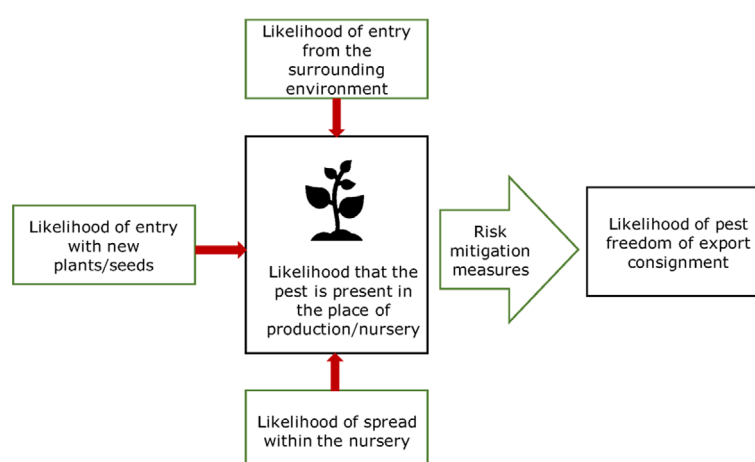 Likelihood of entry
from the
surrounding
environment
Likelihood of entry
with new
plants/seeds
Likelihood that the
pest is present in
the place of
production/nursery
Risk
mitigation
measures
Likelihood of pest
freedom of export
consignment
Likelihood of spread
within the nursery